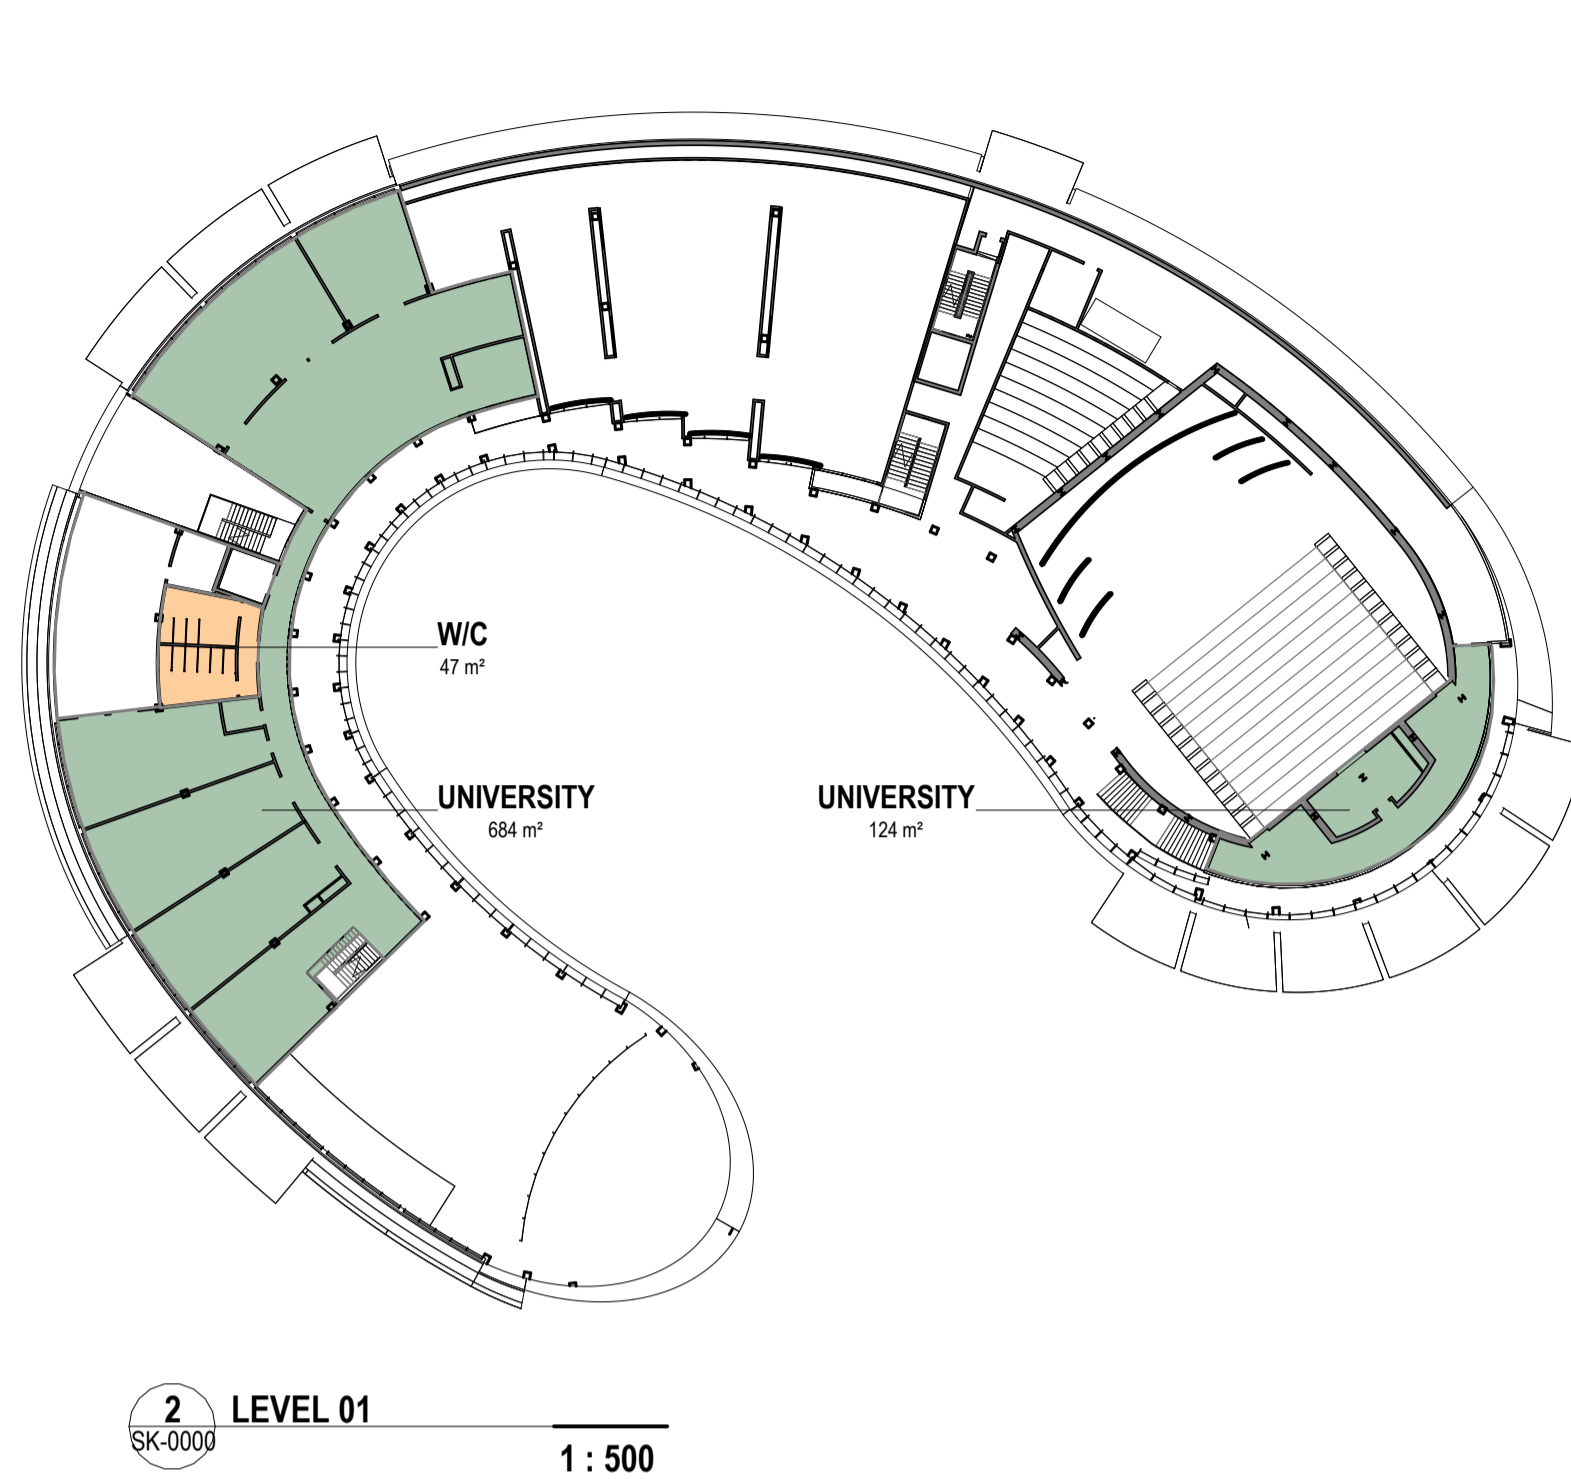 W/C
47 m²
UNIVERSITY
684 m²
UNIVERSITY
124 m²
2
SK-0000
LEVEL 01
1 : 500